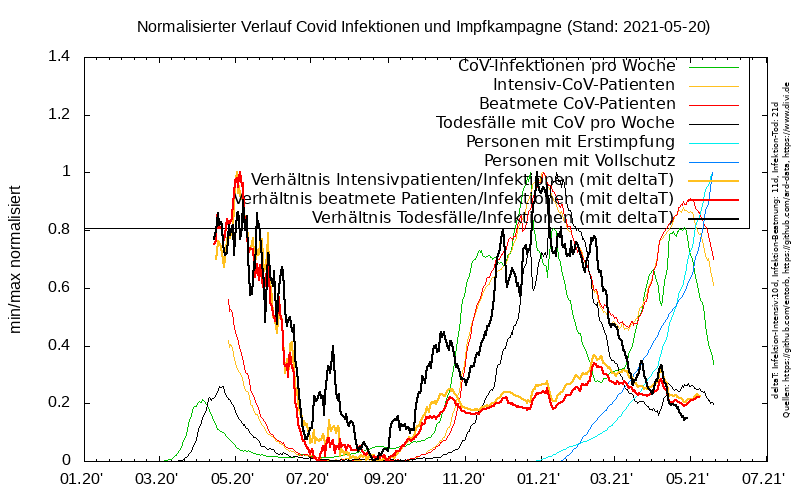 Normalisierter Verlauf Covid Infektionen und Impfkampagne (Stand: 2021-05-20)
1.4
1.2
1
0.8
0.6
0.4
0.2
0
min/max normalisiert
CoV-Infektionen pro Woche
Intensiv-CoV-Patienten
Beatmete CoV-Patienten
Todesfälle mit CoV pro Woche
Personen mit Erstimpfung
Personen mit Vollschutz
Verhältnis Intensivpatienten/Infektionen (mit deltaT)
Verhältnis beatmete Patienten/Infektionen (mit deltaT)
Verhältnis Todesfälle/Infektionen (mit deltaT)
01.20' 03.20' 05.20' 07.20' 09.20' 11.20' 01.21' 03.21' 05.21' 07.21'
deltaT: Infektion-Intensiv:10d, Infektion-Beatmung: 11d, Infektion-Tod: 21d
Quellen: https://github.com/entorb, https://github.com/ard-data, https://www.divi.de